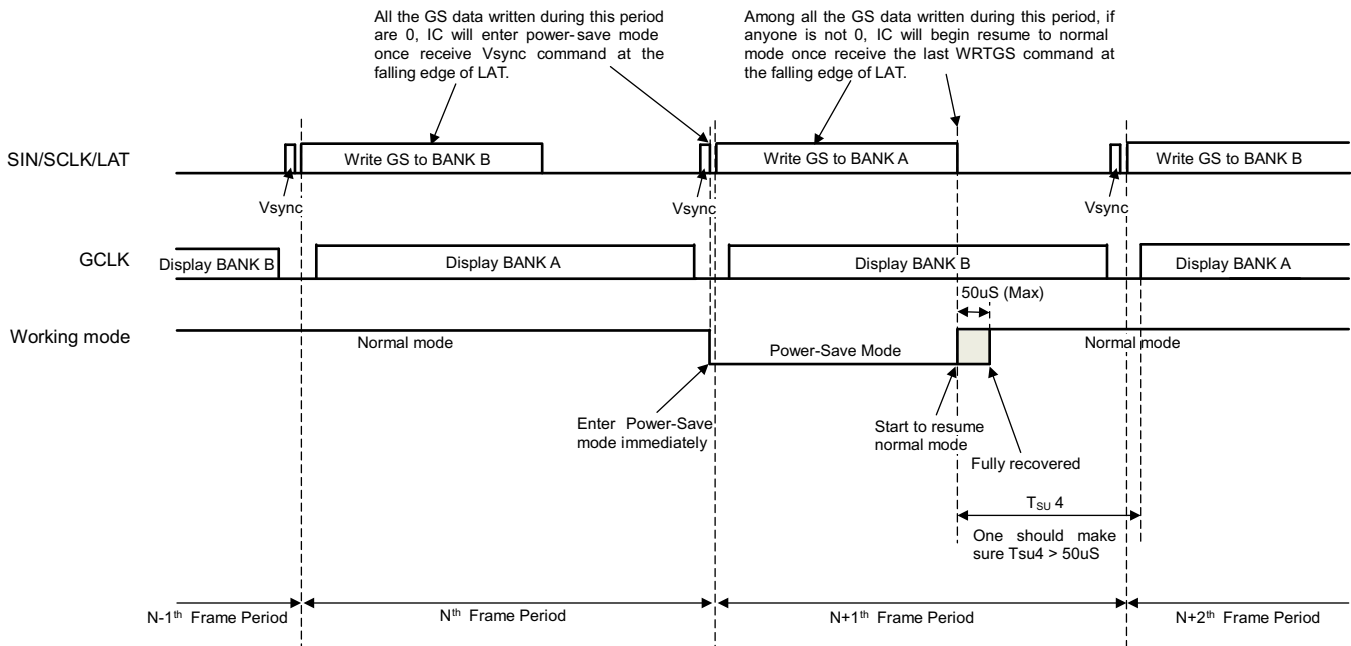 All the GS data written during this period
are 0, IC will enter power-save mode
once receive Vsync command at the
falling edge of LAT.
Among all the GS data written during this period, if
anyone is not 0, IC will begin resume to normal
mode once receive the last WRTGS command at
the falling edge of LAT.
SIN/SCLK/LAT
Write GS to BANK B
Write GS to BANK A
Write GS to BANK B
Vsync
Vsync
Vsync
GCLK
Display BANK B
Display BANK A
Display BANK B
Display BANK A
50uS (Max)
Working mode
Normal mode
Power-Save Mode
Normal mode
Enter Power-Save
mode immediately
Start to resume
normal mode
Fully recovered
TSU 4
One should make
sure Tsu4 > 50uS
N-1th Frame Period
Nth Frame Period
N+1th Frame Period
N+2th Frame Period